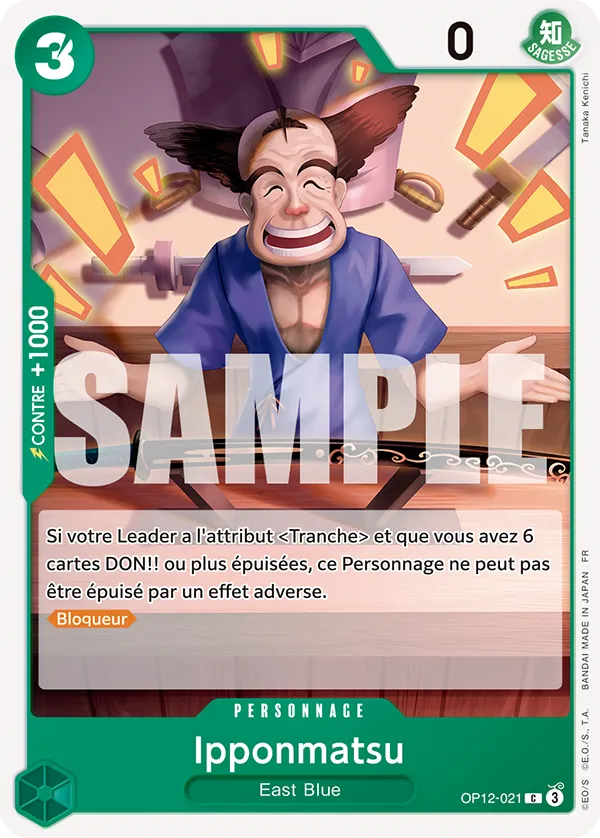 3
0
知
SAGESSE
Tanaka Kenichi
CONTRE +1000
SAMPLE
Si votre Leader a l'attribut <Tranche> et que vous avez 6
cartes DON!! ou plus épuisées, ce Personnage ne peut pas
être épuisé par un effet adverse.
Bloqueur
PERSONNAGE
Ipponmatsu
East Blue
OP12-021 C 3
©EO/S ©E.O./S., T.A. BANDAI MADE IN JAPAN FR